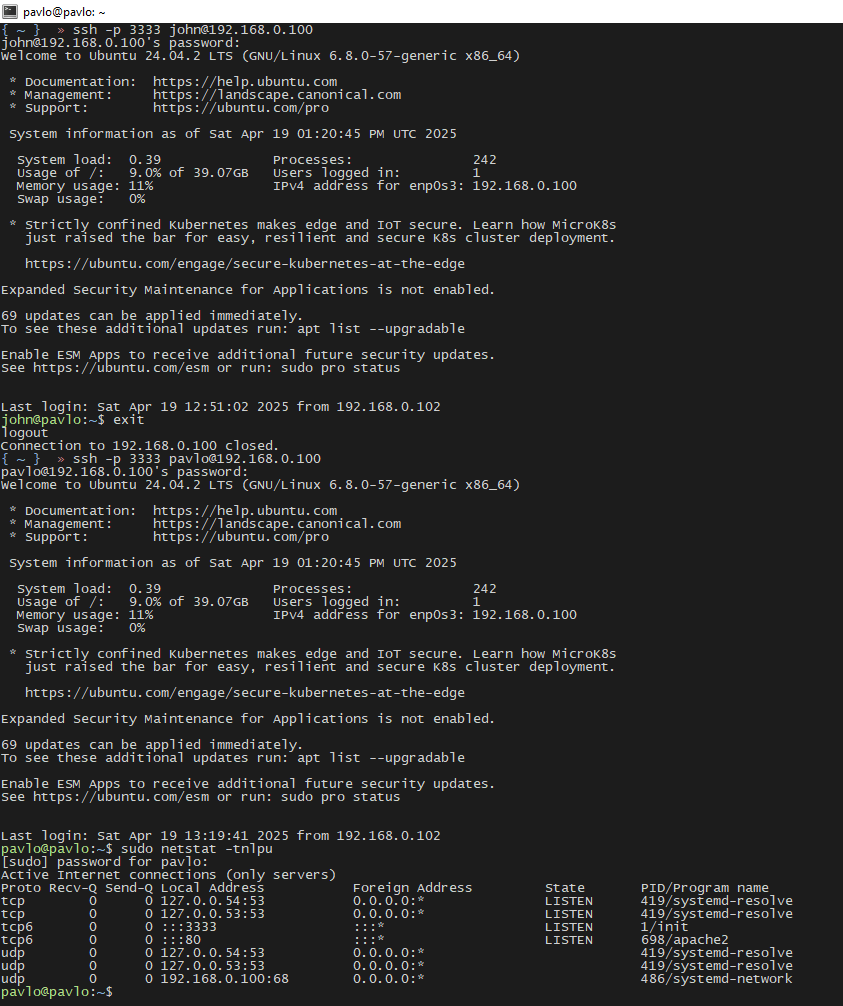 pavlo@pavlo: ~
{ ~ }  » ssh -p 3333 john@192.168.0.100
john@192.168.0.100's password:
Welcome to Ubuntu 24.04.2 LTS (GNU/Linux 6.8.0-57-generic x86_64)

 * Documentation:  https://help.ubuntu.com
 * Management:     https://landscape.canonical.com
 * Support:        https://ubuntu.com/pro

 System information as of Sat Apr 19 01:20:45 PM UTC 2025

  System load:  0.39              Processes:               242
  Usage of /:   9.0% of 39.07GB   Users logged in:         1
  Memory usage: 11%               IPv4 address for enp0s3: 192.168.0.100
  Swap usage:   0%

 * Strictly confined Kubernetes makes edge and IoT secure. Learn how MicroK8s
   just raised the bar for easy, resilient and secure K8s cluster deployment.

   https://ubuntu.com/engage/secure-kubernetes-at-the-edge

Expanded Security Maintenance for Applications is not enabled.

69 updates can be applied immediately.
To see these additional updates run: apt list --upgradable

Enable ESM Apps to receive additional future security updates.
See https://ubuntu.com/esm or run: sudo pro status


Last login: Sat Apr 19 12:51:02 2025 from 192.168.0.102
john@pavlo:~$ exit
logout
Connection to 192.168.0.100 closed.
{ ~ }  » ssh -p 3333 pavlo@192.168.0.100
pavlo@192.168.0.100's password:
Welcome to Ubuntu 24.04.2 LTS (GNU/Linux 6.8.0-57-generic x86_64)

 * Documentation:  https://help.ubuntu.com
 * Management:     https://landscape.canonical.com
 * Support:        https://ubuntu.com/pro

 System information as of Sat Apr 19 01:20:45 PM UTC 2025

  System load:  0.39              Processes:               242
  Usage of /:   9.0% of 39.07GB   Users logged in:         1
  Memory usage: 11%               IPv4 address for enp0s3: 192.168.0.100
  Swap usage:   0%

 * Strictly confined Kubernetes makes edge and IoT secure. Learn how MicroK8s
   just raised the bar for easy, resilient and secure K8s cluster deployment.

   https://ubuntu.com/engage/secure-kubernetes-at-the-edge

Expanded Security Maintenance for Applications is not enabled.

69 updates can be applied immediately.
To see these additional updates run: apt list --upgradable

Enable ESM Apps to receive additional future security updates.
See https://ubuntu.com/esm or run: sudo pro status


Last login: Sat Apr 19 13:19:41 2025 from 192.168.0.102
pavlo@pavlo:~$ sudo netstat -tnlpu
[sudo] password for pavlo:
Active Internet connections (only servers)
Proto Recv-Q Send-Q Local Address           Foreign Address         State       PID/Program name
tcp        0      0 127.0.0.54:53           0.0.0.0:*               LISTEN      419/systemd-resolve
tcp        0      0 127.0.0.53:53           0.0.0.0:*               LISTEN      419/systemd-resolve
tcp6       0      0 :::3333                 :::*                    LISTEN      1/init
tcp6       0      0 :::80                   :::*                    LISTEN      698/apache2
udp        0      0 127.0.0.54:53           0.0.0.0:*                           419/systemd-resolve
udp        0      0 127.0.0.53:53           0.0.0.0:*                           419/systemd-resolve
udp        0      0 192.168.0.100:68        0.0.0.0:*                           486/systemd-network
pavlo@pavlo:~$